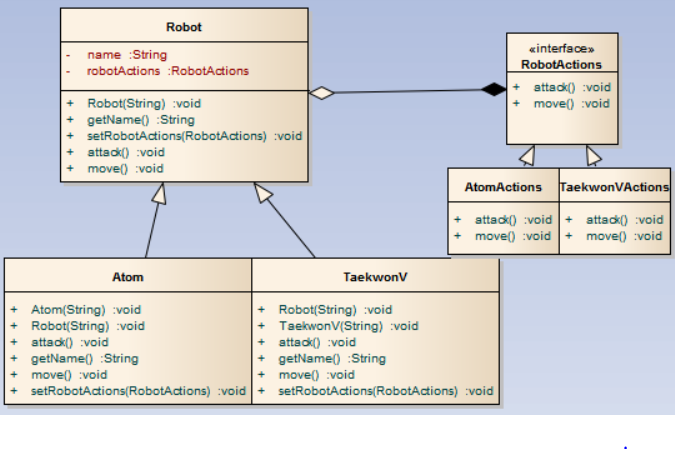 Robot
- name :String
- robotActions :RobotActions
+ Robot(String) :void
+ getName() :String
+ setRobotActions(RobotActions) :void
+ attack() :void
+ move() :void
«interface»
RobotActions
+ attack() :void
+ move() :void
AtomActions
+ attack() :void
+ move() :void
TaekwonVActions
+ attack() :void
+ move() :void
Atom
+ Atom(String) :void
+ Robot(String) :void
+ attack() :void
+ getName() :String
+ move() :void
+ setRobotActions(RobotActions) :void
TaekwonV
+ Robot(String) :void
+ TaekwonV(String) :void
+ attack() :void
+ getName() :String
+ move() :void
+ setRobotActions(RobotActions) :void